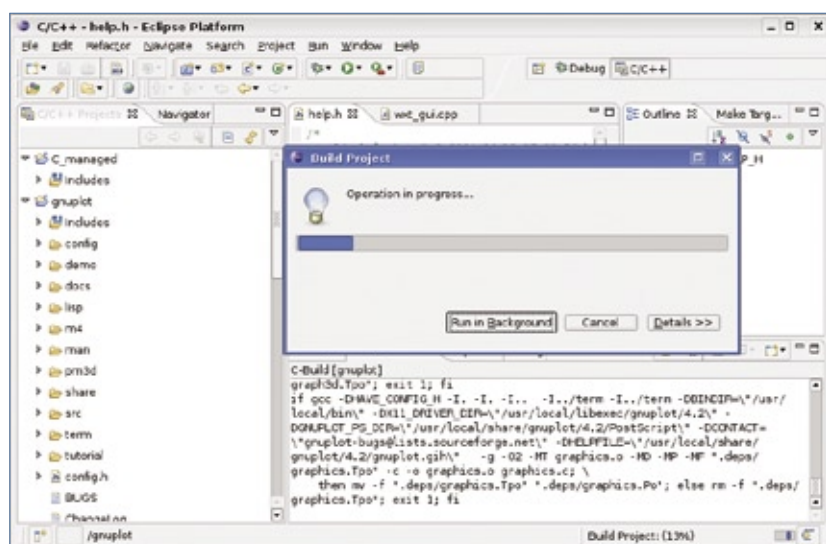 C/C++ - help.h - Eclipse Platform
File Edit Refactor Navigate Search Project Run Window Help
Debug C/C++
C/C++ Projects Navigator
help.h wxt_gui.cpp
Outline Make Targ...
/*
P_H
C_managed
Includes
gnuplot
Includes
config
demo
docs
lisp
m4
man
pm3d
share
src
term
tutorial
config.h
BUGS
ChangeLog
Build Project
Operation in progress...
Run in Background Cancel Details >>
C-Build [gnuplot]
graph3d.Tpo"; exit 1; fi
if gcc -DHAVE_CONFIG_H -I. -I. -I.. -I../term -I../term -DBINDIR=\"/usr/
local/bin\" -DX11_DRIVER_DIR=\"/usr/local/libexec/gnuplot/4.2\" -
DGNUPLOT_PS_DIR=\"/usr/local/share/gnuplot/4.2/PostScript\" -DCONTACT=
\"gnuplot-bugs@lists.sourceforge.net\" -DHELPFILE=\"/usr/local/share/
gnuplot/4.2/gnuplot.gih\" -g -O2 -MT graphics.o -MD -MP -MF ".deps/
graphics.Tpo" -c -o graphics.o graphics.c; \
then mv -f ".deps/graphics.Tpo" ".deps/graphics.Po"; else rm -f ".deps/
graphics.Tpo"; exit 1; fi
/gnuplot
Build Project: (13%)